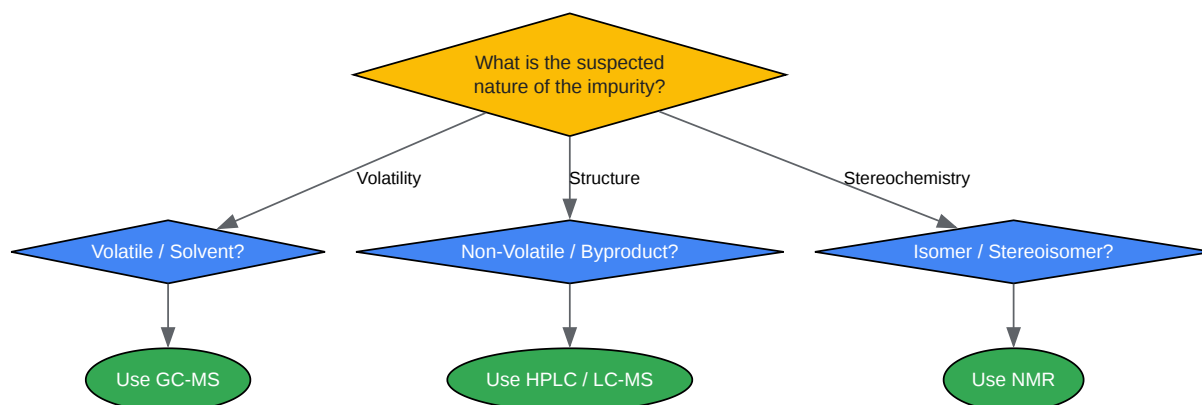 What is the suspected
nature of the impurity?
Volatility
Structure
Stereochemistry
Volatile / Solvent?
Non-Volatile / Byproduct?
Isomer / Stereoisomer?
Use GC-MS
Use HPLC / LC-MS
Use NMR